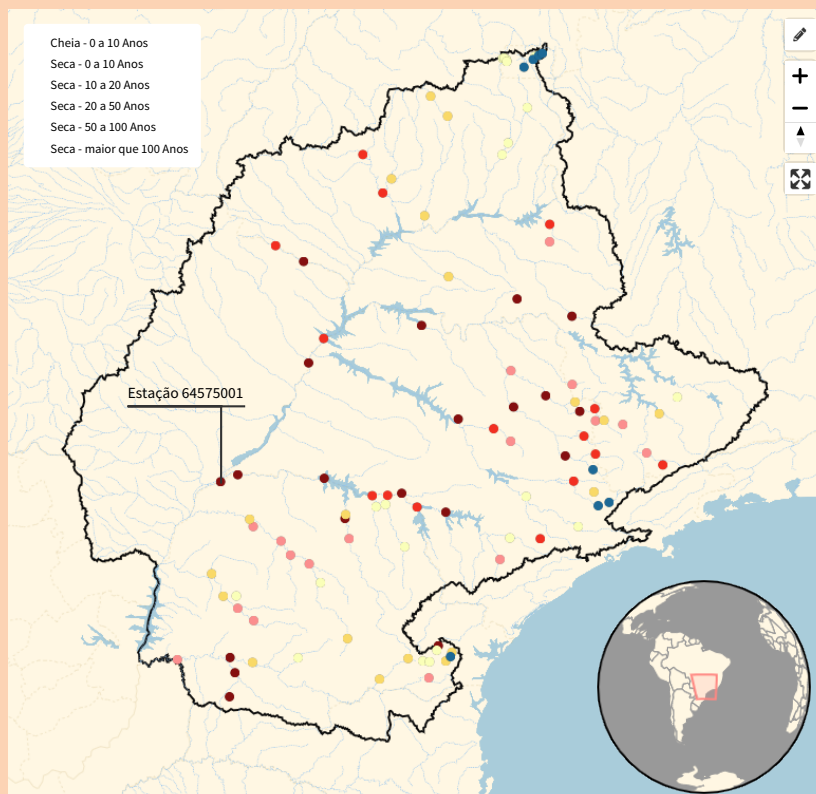 Cheia - 0 a 10 Anos
Seca - 0 a 10 Anos
Seca - 10 a 20 Anos
Seca - 20 a 50 Anos
Seca - 50 a 100 Anos
Seca - maior que 100 Anos
Estação 64575001